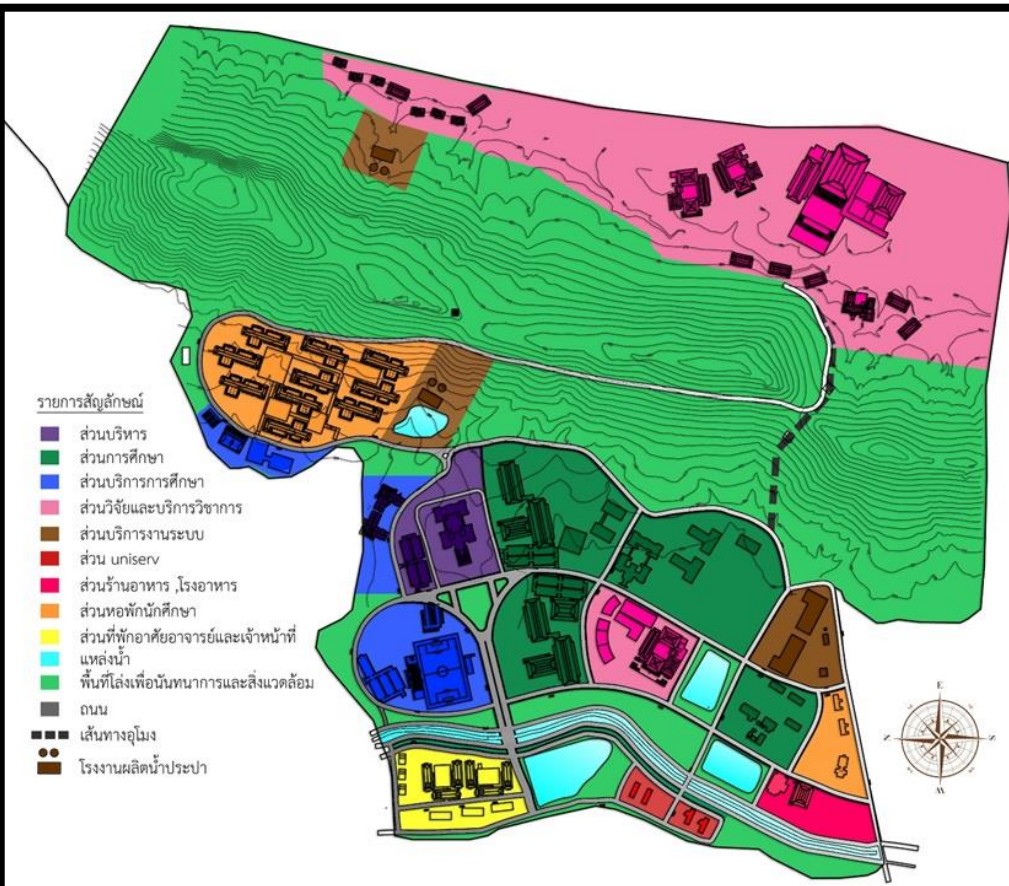 รายการสัญลักษณ์
ส่วนบริหาร
ส่วนการศึกษา
ส่วนบริการการศึกษา
ส่วนวิจัยและบริการวิชาการ
ส่วนบริการงานระบบ
ส่วน uniserv
ส่วนร้านอาหาร ,โรงอาหาร
ส่วนหอพักนักศึกษา
ส่วนที่พักอาศัยอาจารย์และเจ้าหน้าที่
แหล่งน้ำ
พื้นที่โล่งเพื่อนันทนาการและสิ่งแวดล้อม
ถนน
เส้นทางอุโมง
โรงงานผลิตน้ำประปา
E
N
S
W